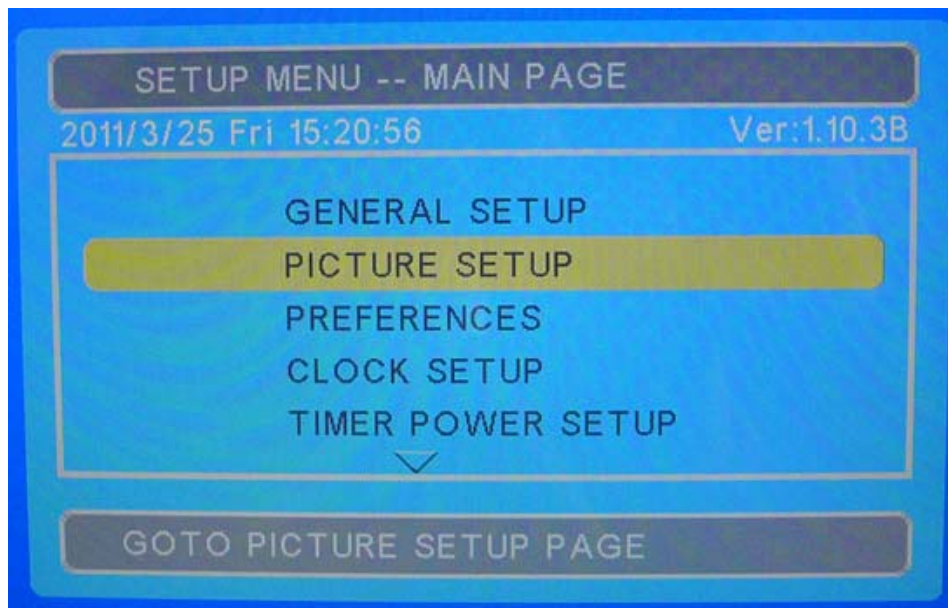 SETUP MENU -- MAIN PAGE
2011/3/25 Fri 15:20:56 Ver:1.10.3B
GENERAL SETUP
PICTURE SETUP
PREFERENCES
CLOCK SETUP
TIMER POWER SETUP
GOTO PICTURE SETUP PAGE